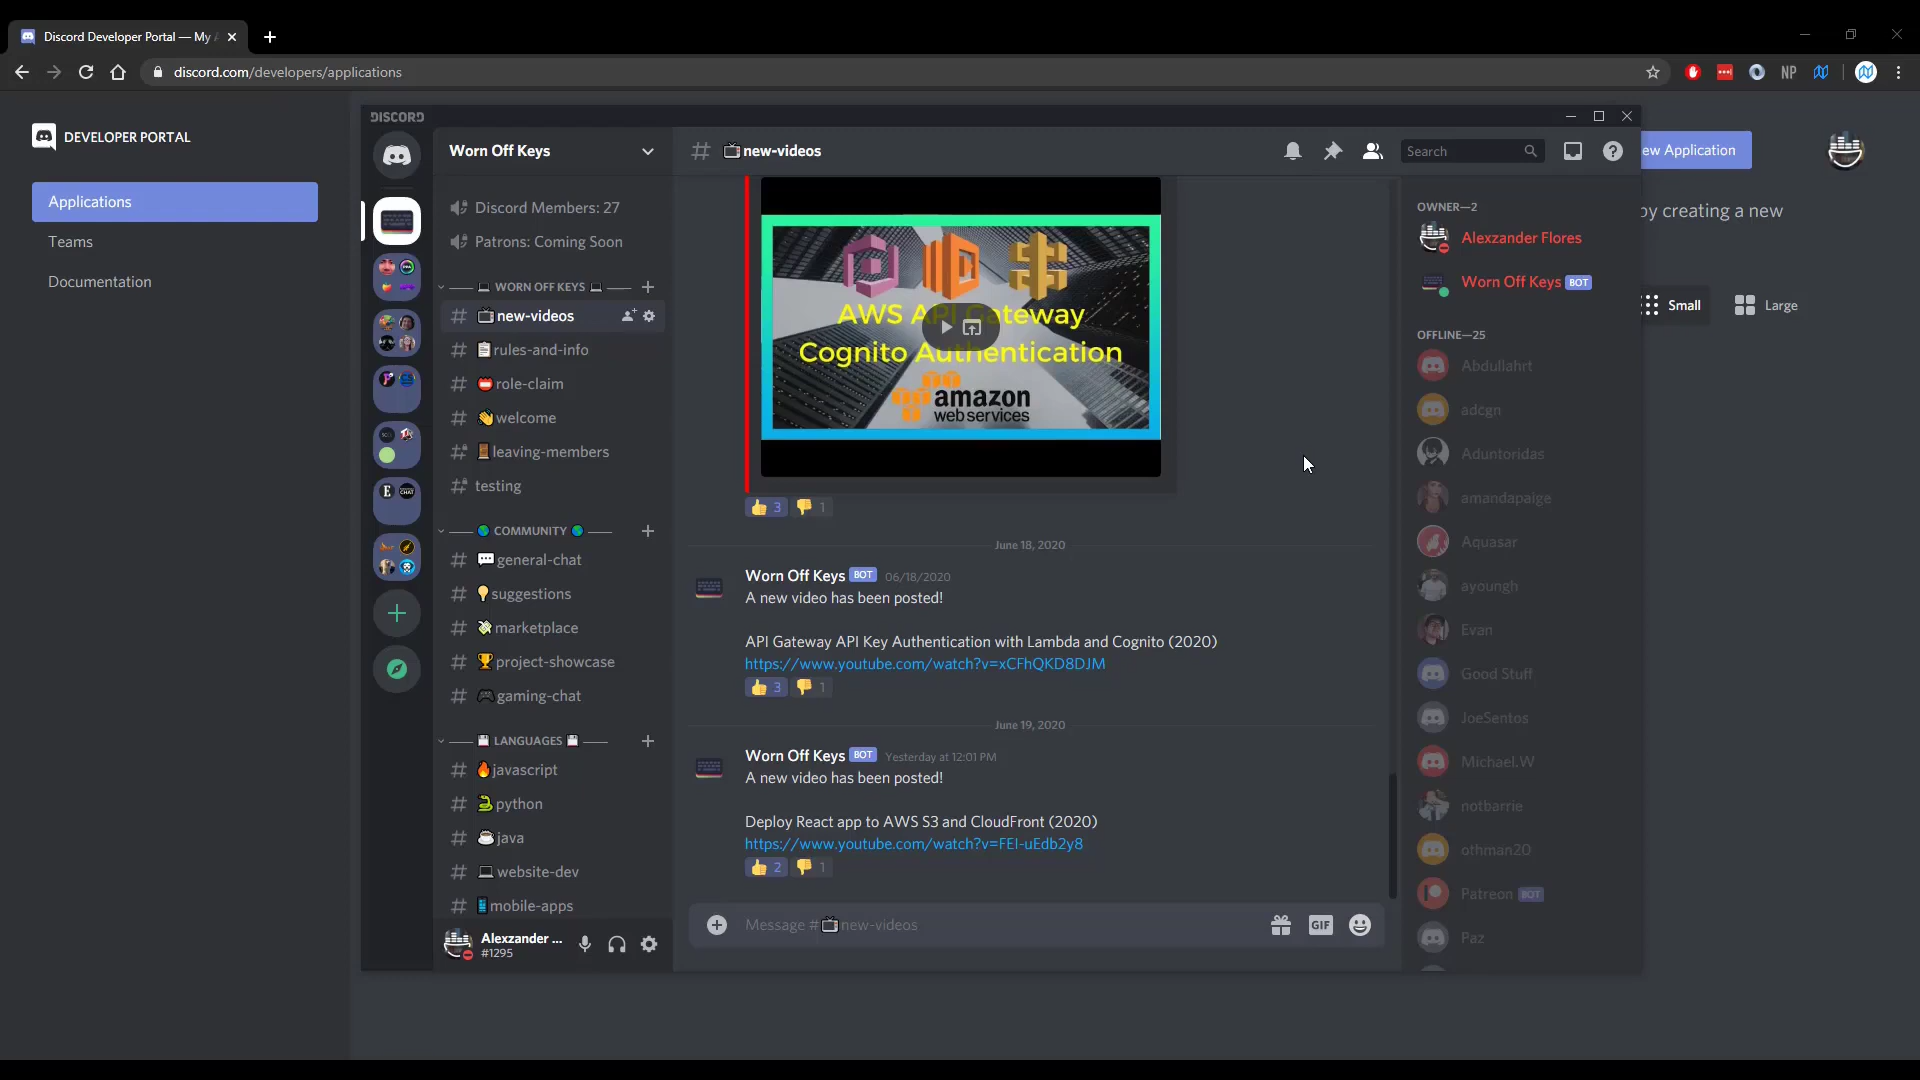 Discord Developer Portal — My A
discord.com/developers/applications
NP
DEVELOPER PORTAL
Applications
Teams
Documentation
ew Application
by creating a new
Small
Large
DISCORD
Worn Off Keys
Discord Members: 27
Patrons: Coming Soon
WORN OFF KEYS
new-videos
rules-and-info
role-claim
welcome
leaving-members
testing
COMMUNITY
general-chat
suggestions
marketplace
project-showcase
gaming-chat
LANGUAGES
javascript
python
java
website-dev
mobile-apps
Alexzander ...
#1295
new-videos
Search
AWS API Gateway
Cognito Authentication
amazon
web services
3
1
June 18, 2020
Worn Off Keys BOT 06/18/2020
A new video has been posted!
API Gateway API Key Authentication with Lambda and Cognito (2020)
https://www.youtube.com/watch?v=xCFhQKD8DJM
3
1
June 19, 2020
Worn Off Keys BOT Yesterday at 12:01 PM
A new video has been posted!
Deploy React app to AWS S3 and CloudFront (2020)
https://www.youtube.com/watch?v=FEI-uEdb2y8
2
1
Message #new-videos
GIF
OWNER—2
Alexzander Flores
Worn Off Keys BOT
OFFLINE—25
Abdullahrt
adcgn
Aduntoridas
amandapaige
Aquasar
ayoungh
Evan
Good Stuff
JoeSentos
Michael.W
notbarrie
othman20
Patreon BOT
Paz